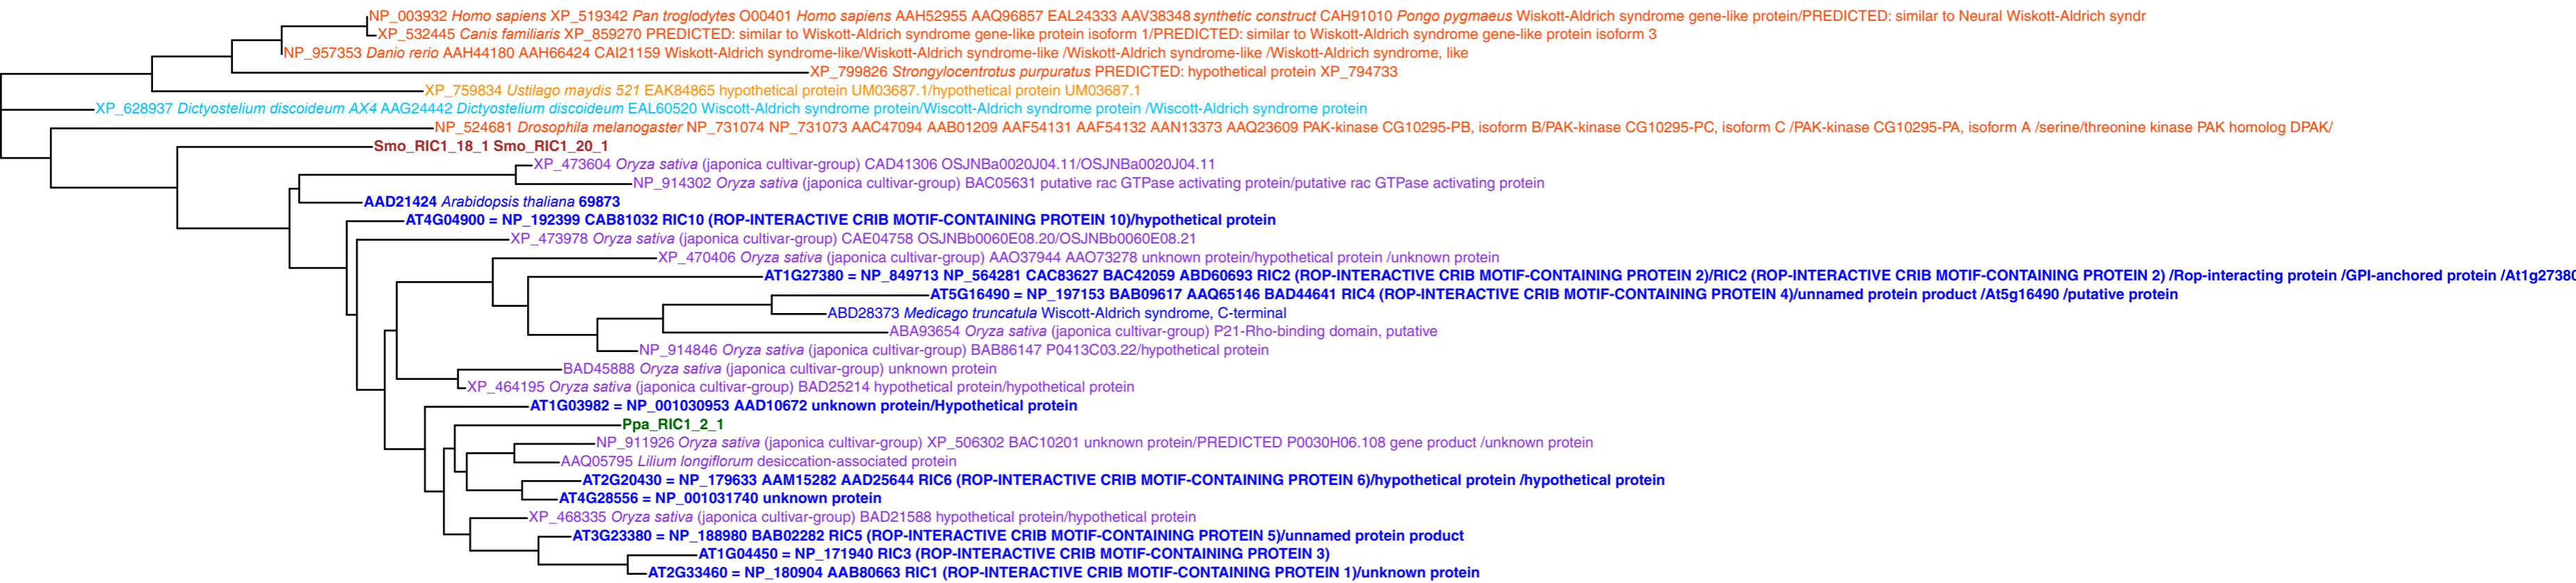 NP_003932 Homo sapiens XP_519342 Pan troglodytes O00401 Homo sapiens AAH52955 AAQ96857 EAL24333 AAV38348 synthetic construct CAH91010 Pongo pygmaeus Wiskott-Aldrich syndrome gene-like protein/PREDICTED: similar to Neural Wiskott-Aldrich syndr
XP_532445 Canis familiaris XP_859270 PREDICTED: similar to Wiskott-Aldrich syndrome gene-like protein isoform 1/PREDICTED: similar to Wiskott-Aldrich syndrome gene-like protein isoform 3
NP_957353 Danio rerio AAH44180 AAH66424 CAI21159 Wiskott-Aldrich syndrome-like/Wiskott-Aldrich syndrome-like /Wiskott-Aldrich syndrome-like /Wiskott-Aldrich syndrome, like
XP_799826 Strongylocentrotus purpuratus PREDICTED: hypothetical protein XP_794733
XP_759834 Ustilago maydis 521 EAK84865 hypothetical protein UM03687.1/hypothetical protein UM03687.1
XP_628937 Dictyostelium discoideum AX4 AAG24442 Dictyostelium discoideum EAL60520 Wiscott-Aldrich syndrome protein/Wiscott-Aldrich syndrome protein /Wiscott-Aldrich syndrome protein
NP_524681 Drosophila melanogaster NP_731074 NP_731073 AAC47094 AAB01209 AAF54131 AAF54132 AAN13373 AAQ23609 PAK-kinase CG10295-PB, isoform B/PAK-kinase CG10295-PC, isoform C /PAK-kinase CG10295-PA, isoform A /serine/threonine kinase PAK homolog DPAK/
Smo_RIC1_18_1 Smo_RIC1_20_1
XP_473604 Oryza sativa (japonica cultivar-group) CAD41306 OSJNBa0020J04.11/OSJNBa0020J04.11
NP_914302 Oryza sativa (japonica cultivar-group) BAC05631 putative rac GTPase activating protein/putative rac GTPase activating protein
AAD21424 Arabidopsis thaliana 69873
AT4G04900 = NP_192399 CAB81032 RIC10 (ROP-INTERACTIVE CRIB MOTIF-CONTAINING PROTEIN 10)/hypothetical protein
XP_473978 Oryza sativa (japonica cultivar-group) CAE04758 OSJNBb0060E08.20/OSJNBb0060E08.21
XP_470406 Oryza sativa (japonica cultivar-group) AAO37944 AAO73278 unknown protein/hypothetical protein /unknown protein
AT1G27380 = NP_849713 NP_564281 CAC83627 BAC42059 ABD60693 RIC2 (ROP-INTERACTIVE CRIB MOTIF-CONTAINING PROTEIN 2)/RIC2 (ROP-INTERACTIVE CRIB MOTIF-CONTAINING PROTEIN 2) /Rop-interacting protein /GPI-anchored protein /At1g27380
AT5G16490 = NP_197153 BAB09617 AAQ65146 BAD44641 RIC4 (ROP-INTERACTIVE CRIB MOTIF-CONTAINING PROTEIN 4)/unnamed protein product /At5g16490 /putative protein
ABD28373 Medicago truncatula Wiscott-Aldrich syndrome, C-terminal
ABA93654 Oryza sativa (japonica cultivar-group) P21-Rho-binding domain, putative
NP_914846 Oryza sativa (japonica cultivar-group) BAB86147 P0413C03.22/hypothetical protein
BAD45888 Oryza sativa (japonica cultivar-group) unknown protein
XP_464195 Oryza sativa (japonica cultivar-group) BAD25214 hypothetical protein/hypothetical protein
AT1G03982 = NP_001030953 AAD10672 unknown protein/Hypothetical protein
Ppa_RIC1_2_1
NP_911926 Oryza sativa (japonica cultivar-group) XP_506302 BAC10201 unknown protein/PREDICTED P0030H06.108 gene product /unknown protein
AAQ05795 Lilium longiflorum desiccation-associated protein
AT2G20430 = NP_179633 AAM15282 AAD25644 RIC6 (ROP-INTERACTIVE CRIB MOTIF-CONTAINING PROTEIN 6)/hypothetical protein /hypothetical protein
AT4G28556 = NP_001031740 unknown protein
XP_468335 Oryza sativa (japonica cultivar-group) BAD21588 hypothetical protein/hypothetical protein
AT3G23380 = NP_188980 BAB02282 RIC5 (ROP-INTERACTIVE CRIB MOTIF-CONTAINING PROTEIN 5)/unnamed protein product
AT1G04450 = NP_171940 RIC3 (ROP-INTERACTIVE CRIB MOTIF-CONTAINING PROTEIN 3)
AT2G33460 = NP_180904 AAB80663 RIC1 (ROP-INTERACTIVE CRIB MOTIF-CONTAINING PROTEIN 1)/unknown protein